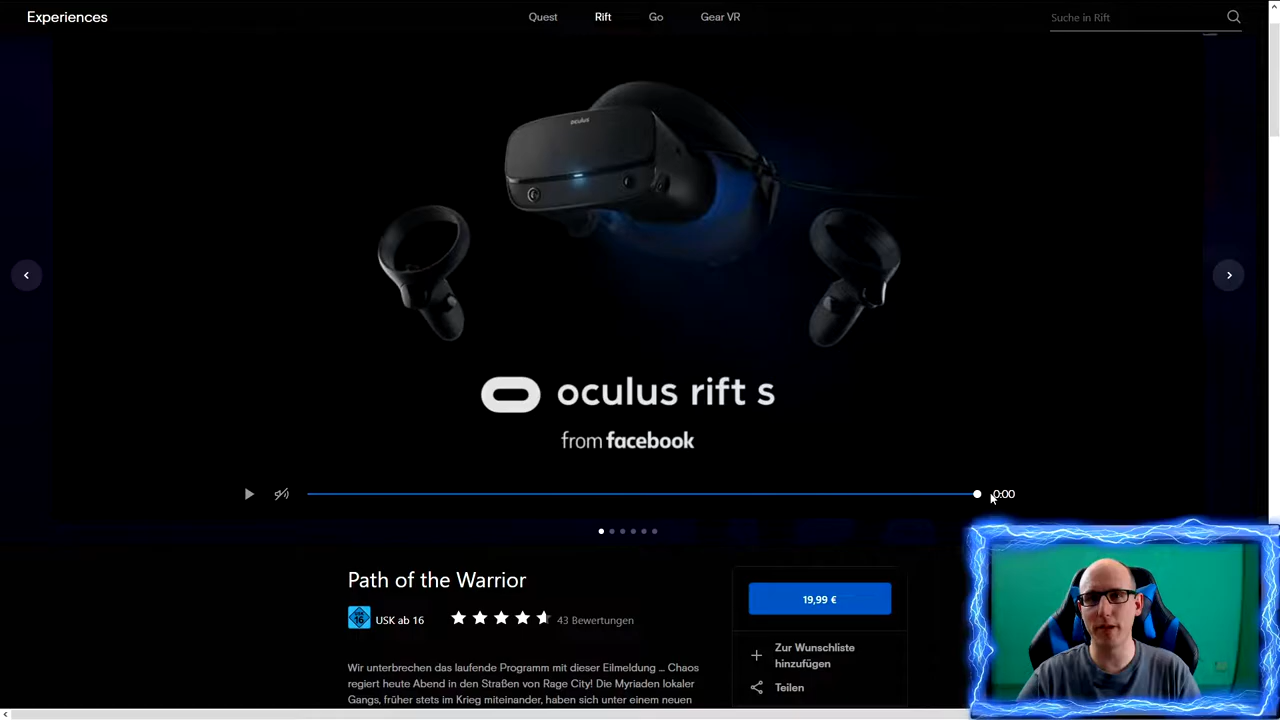 Experiences
Quest Rift Go Gear VR
Suche in Rift
oculus
oculus rift s
from facebook
0:00
Path of the Warrior
USK ab 16
43 Bewertungen
19,99 €
Zur Wunschliste
hinzufügen
Teilen
Wir unterbrechen das laufende Programm mit dieser Eilmeldung ... Chaos
regiert heute Abend in den Straßen von Rage City! Die Myriaden lokaler
Gangs, früher stets im Krieg miteinander, haben sich unter einem neuen